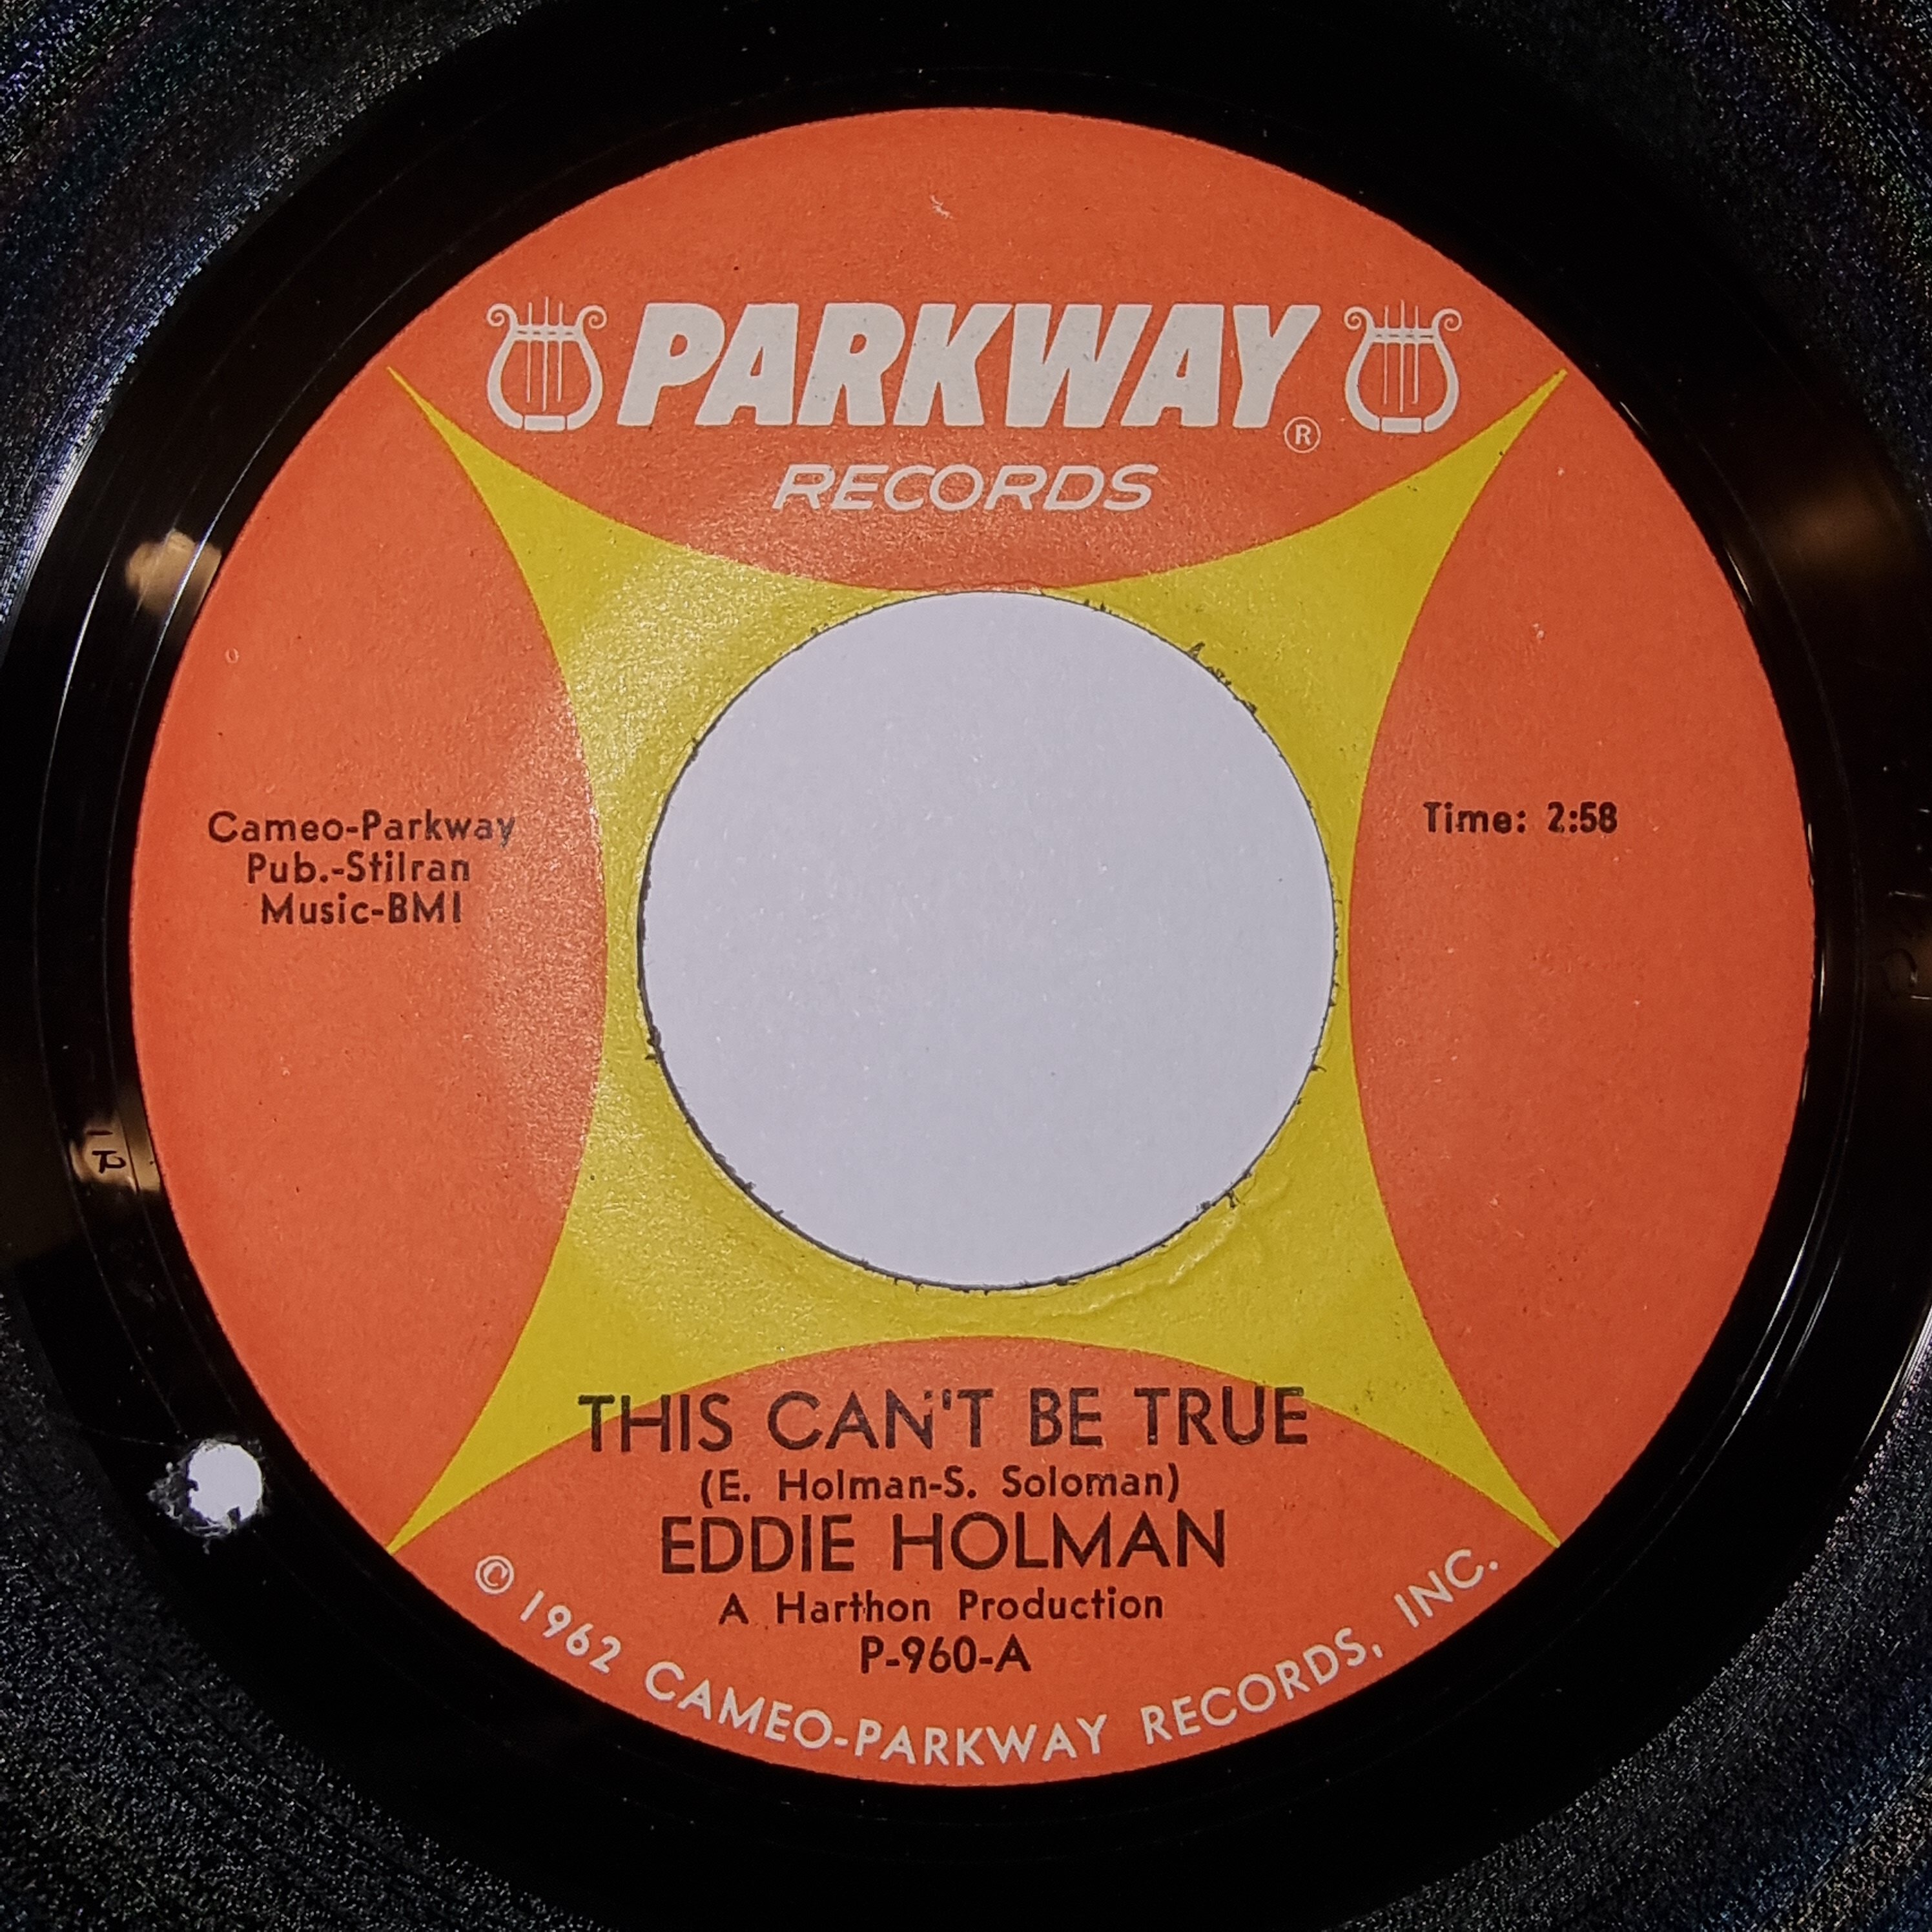 PARKWAY ®
RECORDS
Cameo-Parkway
Pub.-Stilran
Music-BMI
Time: 2:58
THIS CAN'T BE TRUE
(E. Holman-S. Soloman)
EDDIE HOLMAN
A Harthon Production
P-960-A
© 1962 CAMEO-PARKWAY RECORDS, INC.